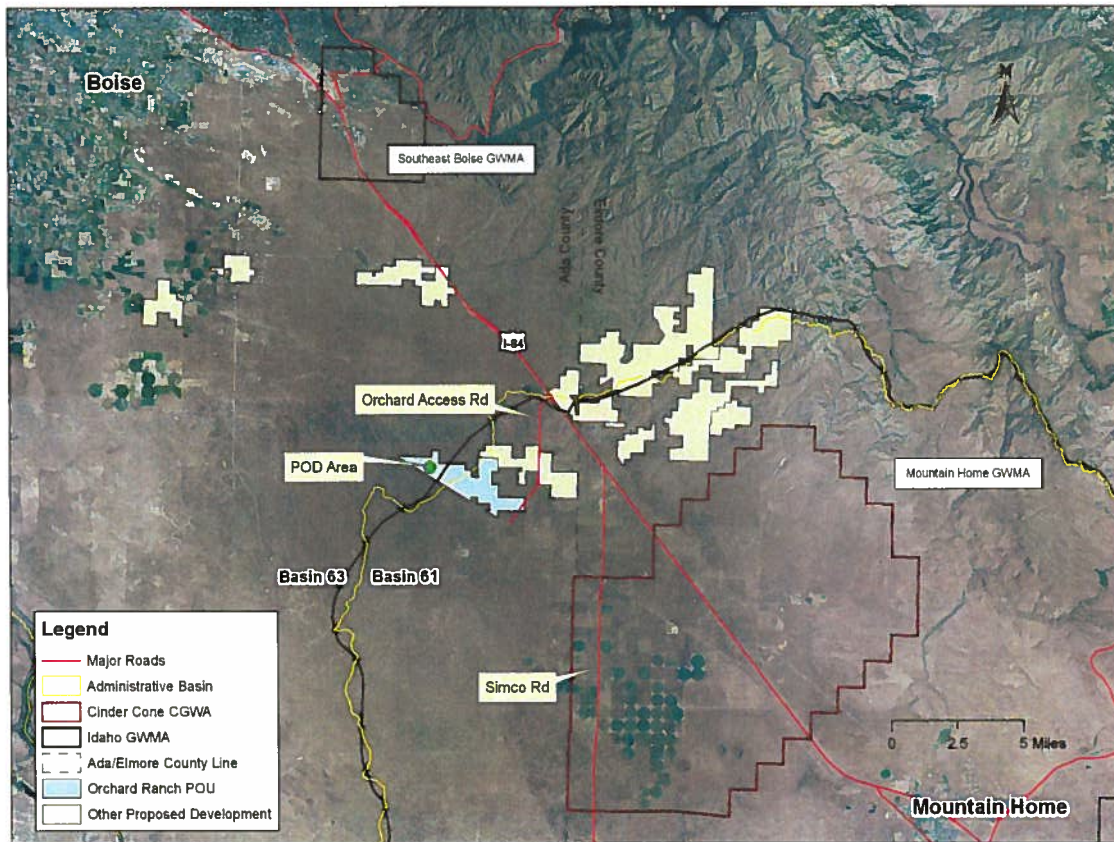 Boise
N
Southeast Boise GWMA
Ada County
Elmore County
I-84
Orchard Access Rd
POD Area
Mountain Home GWMA
Basin 63
Basin 61
Simco Rd
0 2.5 5 Miles
Mountain Home
Legend
Major Roads
Administrative Basin
Cinder Cone CGWA
Idaho GWMA
Ada/Elmore County Line
Orchard Ranch POU
Other Proposed Development